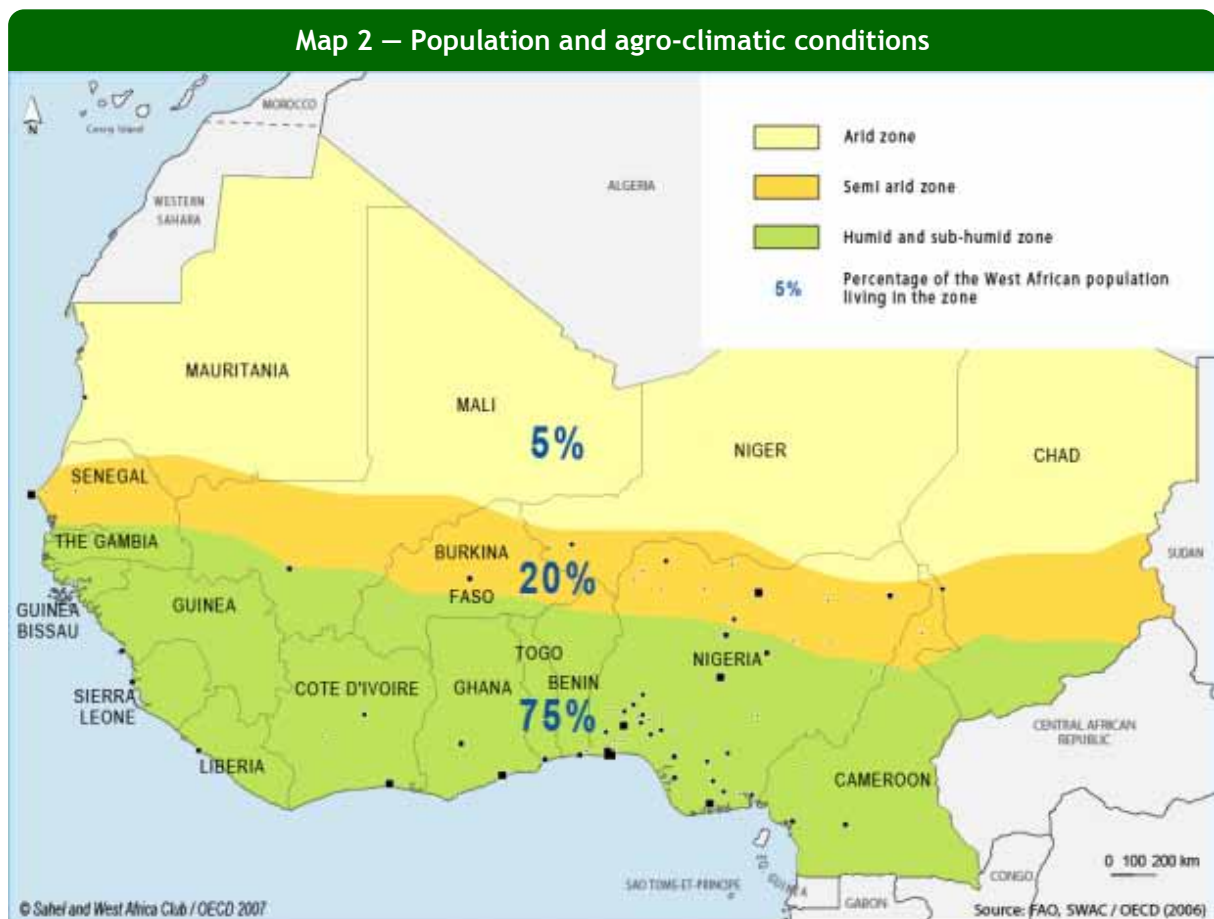 Map 2 — Population and agro-climatic conditions
N
Canary Island
MOROCCO
WESTERN
SAHARA
ALGERIA
Arid zone
Semi arid zone
Humid and sub-humid zone
5%
Percentage of the West African population
living in the zone
MAURITANIA
MALI
5%
NIGER
CHAD
SENEGAL
THE GAMBIA
BURKINA
FASO
20%
SUDAN
GUINEA
BISSAU
GUINEA
SIERRA
LEONE
LIBERIA
COTE D'IVOIRE
GHANA
TOGO
BENIN
75%
NIGERIA
CENTRAL AFRICAN
REPUBLIC
CAMEROON
SAO TOME-ET-PRINCIPE
EQ. GUINEA
GABON
CONGO
0 100 200 km
© Sahel and West Africa Club / OECD 2007
Source: FAO, SWAC / OECD (2006)